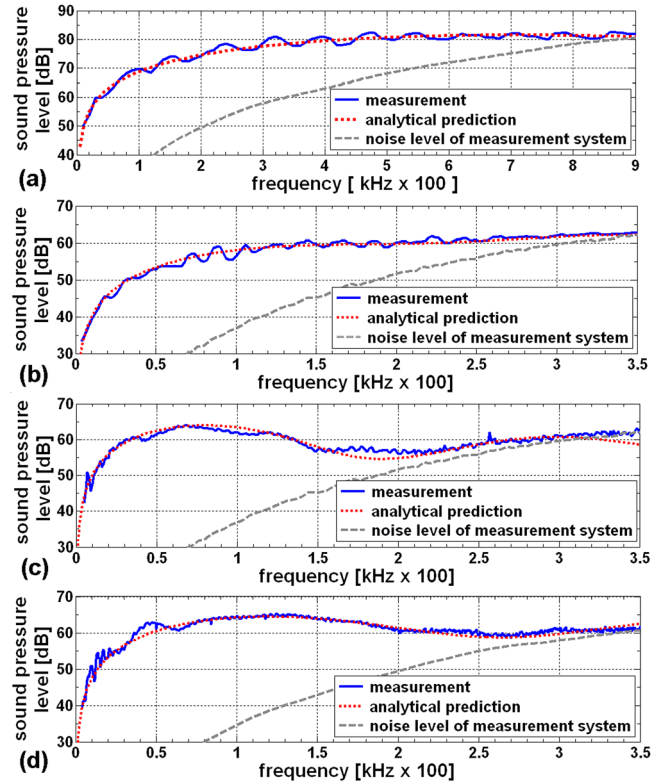 90
80
70
60
50
40
sound pressure
level [dB]
measurement
analytical prediction
noise level of measurement system
0 1 2 3 4 5 6 7 8 9
(a)
frequency [ kHz x 100 ]
70
60
50
40
30
sound pressure
level [dB]
measurement
analytical prediction
noise level of measurement system
0 0.5 1 1.5 2 2.5 3 3.5
(b)
frequency [kHz x 100]
70
60
50
40
30
sound pressure
level [dB]
measurement
analytical prediction
noise level of measurement system
0 0.5 1 1.5 2 2.5 3 3.5
(c)
frequency [kHz x 100]
70
60
50
40
30
sound pressure
level [dB]
measurement
analytical prediction
noise level of measurement system
0 0.5 1 1.5 2 2.5 3 3.5
(d)
frequency [kHz x 100]